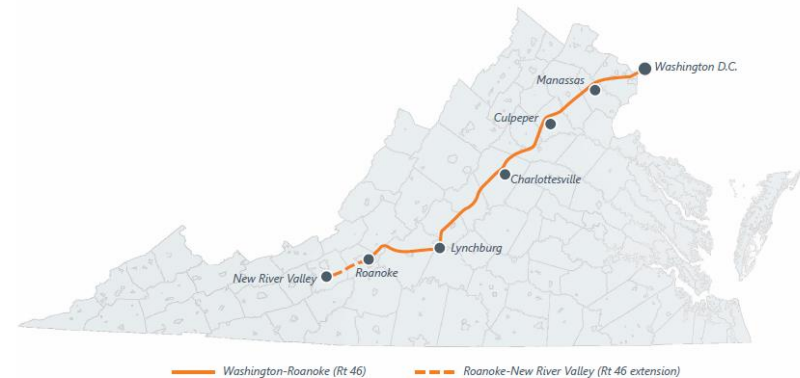 Washington D.C.
Manassas
Culpeper
Charlottesville
Lynchburg
Roanoke
New River Valley
Washington-Roanoke (Rt 46)
Roanoke-New River Valley (Rt 46 extension)